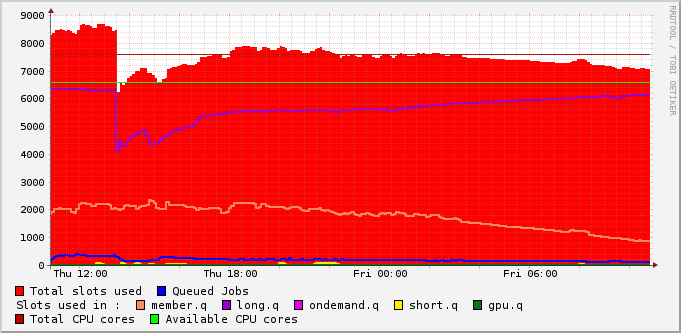 9000
8000
7000
6000
5000
4000
3000
2000
1000
0
Thu 12:00 Thu 18:00 Fri 00:00 Fri 06:00
RRDTOOL / TOBI OETIKER
Total slots used Queued Jobs
Slots used in : member.q long.q ondemand.q short.q gpu.q
Total CPU cores Available CPU cores